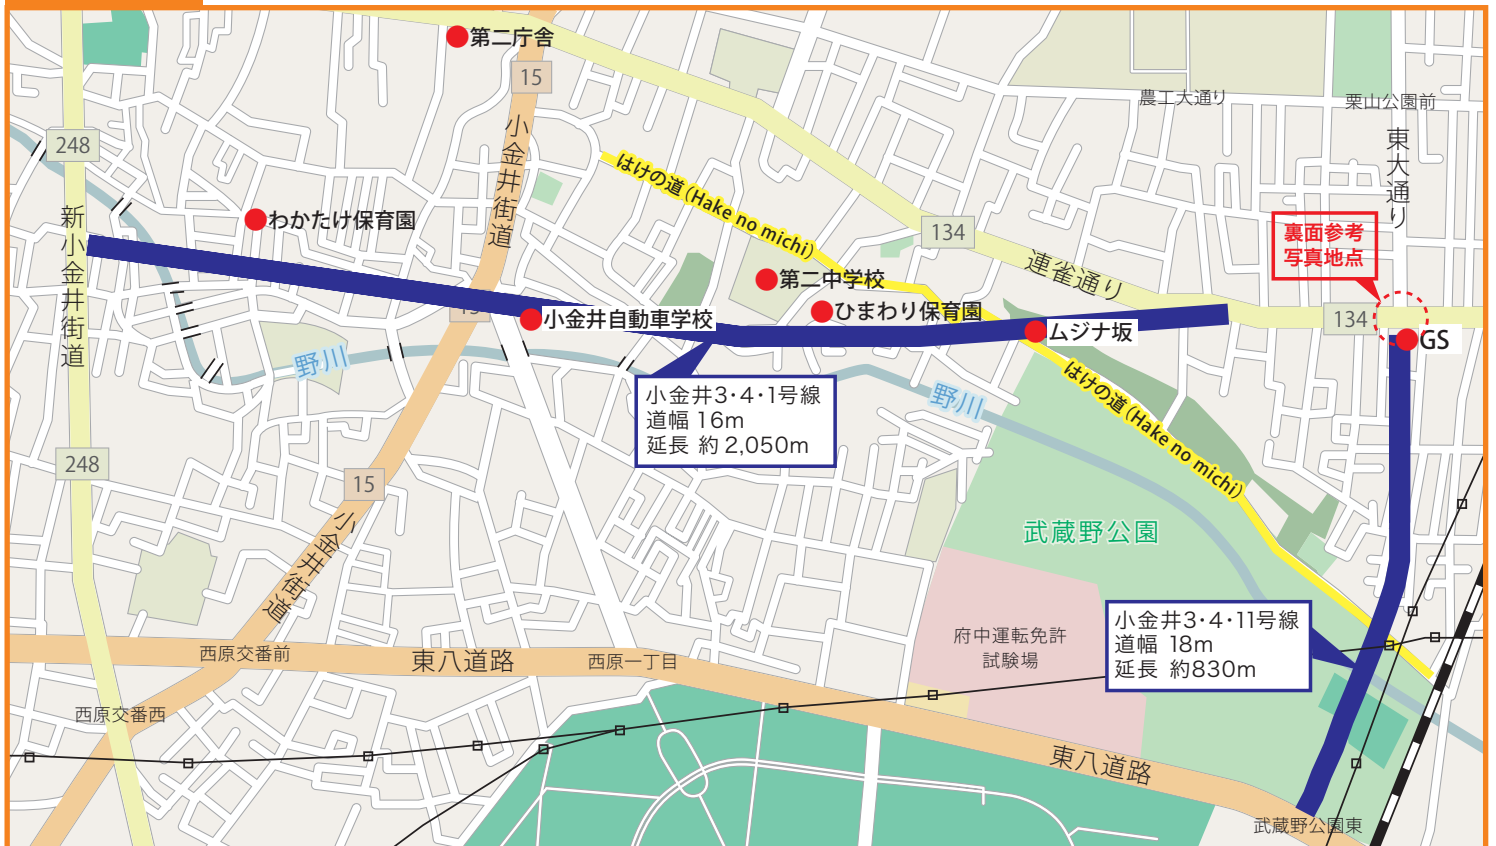 第二庁舎
15
農工大通り
栗山公園前
248
小金井街道
はけの道(Hake no michi)
東大通り
わかたけ保育園
新小金井街道
134
裏面参考
写真地点
連雀通り
第二中学校
ひまわり保育園
小金井自動車学校
15
ムジナ坂
134
GS
野川
小金井3・4・1号線
道幅 16m
延長 約2,050m
野川
はけの道(Hake no michi)
248
15
小金井街道
武蔵野公園
府中運転免許
試験場
小金井3・4・11号線
道幅 18m
延長 約830m
西原交番前
東八道路
西原一丁目
西原交番西
東八道路
武蔵野公園東